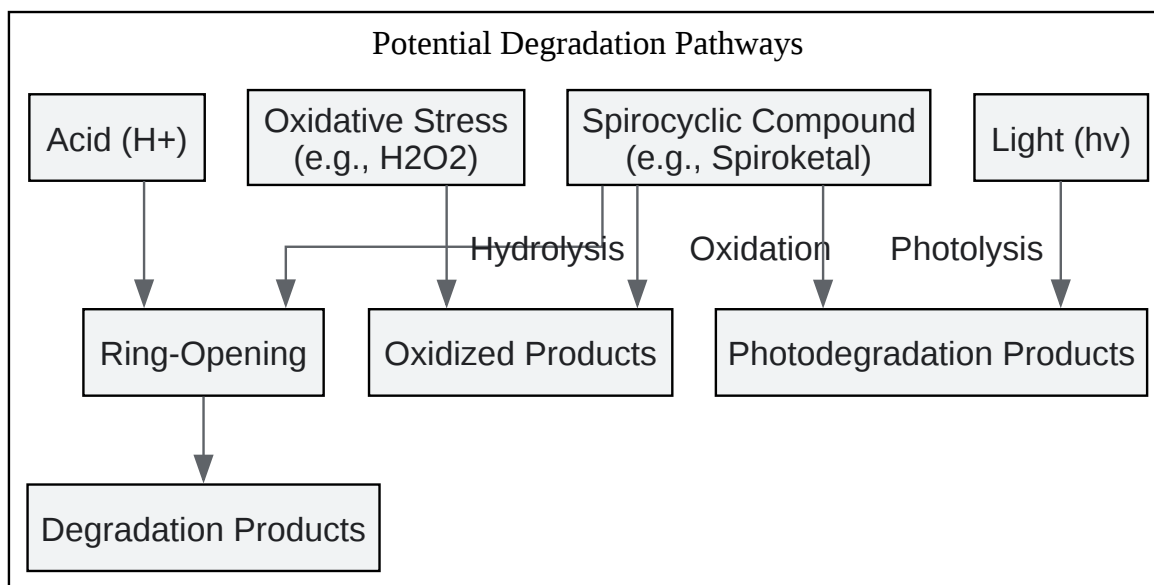 Potential Degradation Pathways
Acid (H+)
Oxidative Stress
(e.g., H2O2)
Spirocyclic Compound
(e.g., Spiroketal)
Light (hv)
Hydrolysis
Oxidation
Photolysis
Ring-Opening
Oxidized Products
Photodegradation Products
Degradation Products